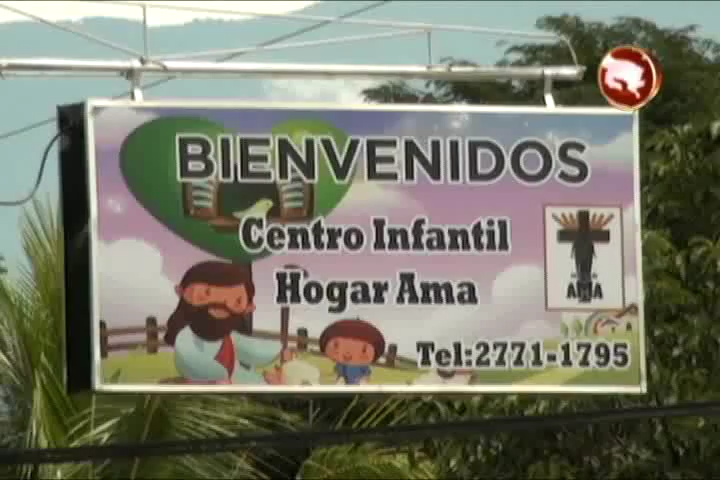 BIENVENIDOS
Centro Infantil
Hogar Ama
AMA
Tel:2771-1795